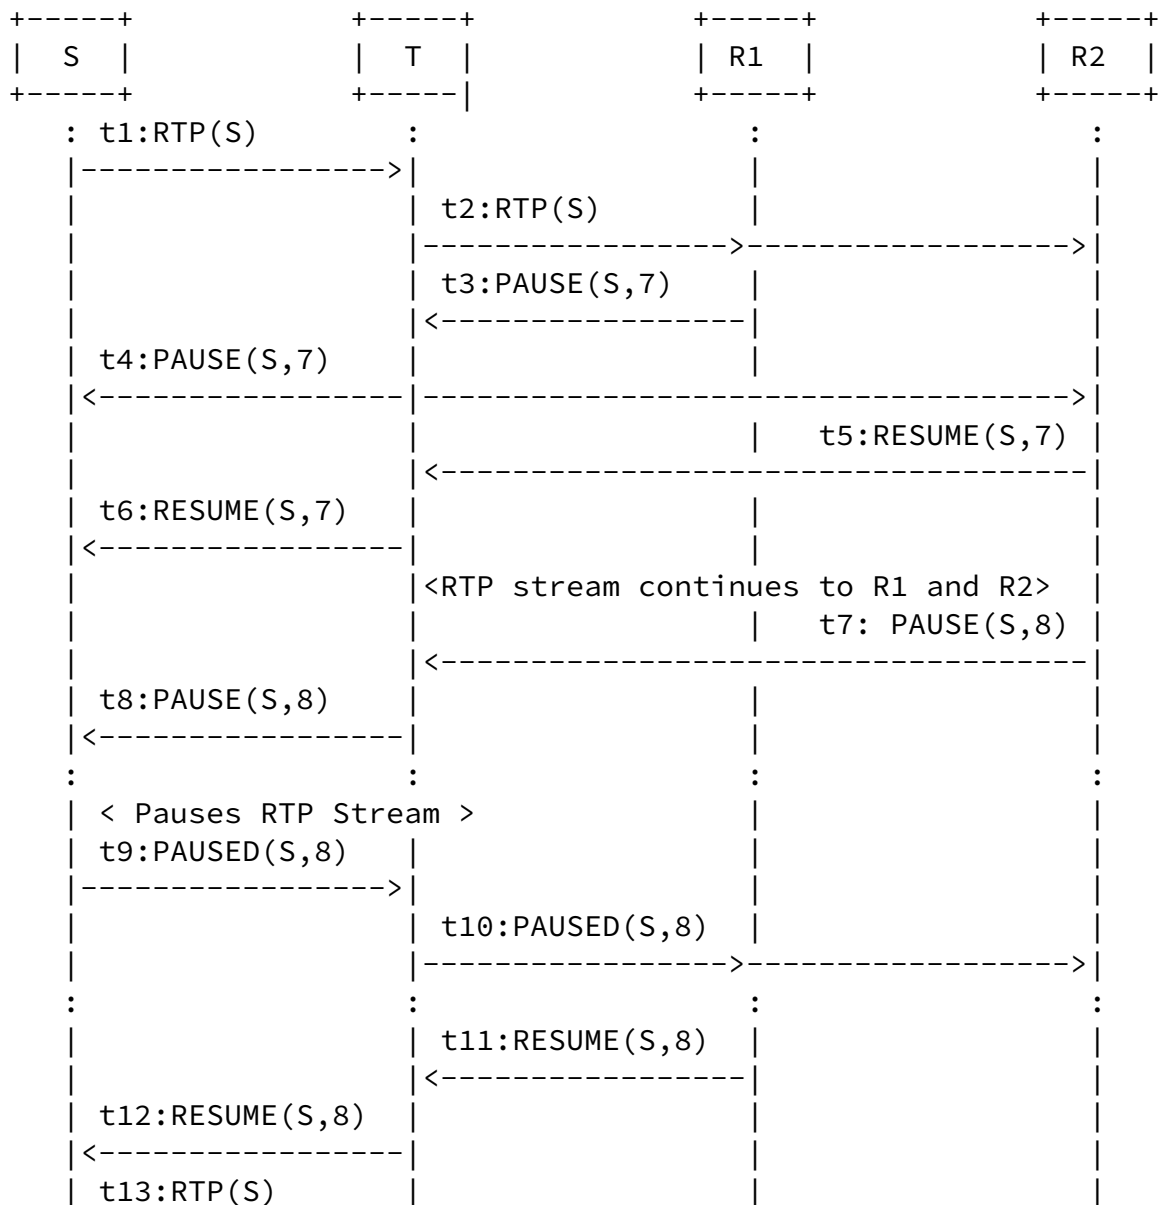 +-----+            +-----+            +-----+            +-----+
|  S  |            |  T  |            | R1  |            | R2  |
+-----+            +-----|            +-----+            +-----+
   : t1:RTP(S)        :                  :                  :
   |----------------->|                  |                  |
   |                  | t2:RTP(S)        |                  |
   |                  |----------------->------------------>|
   |                  | t3:PAUSE(S,7)    |                  |
   |                  |<-----------------|                  |
   | t4:PAUSE(S,7)    |                  |                  |
   |<-----------------|------------------------------------>|
   |                  |                  |   t5:RESUME(S,7) |
   |                  |<------------------------------------|
   | t6:RESUME(S,7)   |                  |                  |
   |<-----------------|                  |                  |
   |                  |<RTP stream continues to R1 and R2>  |
   |                  |                  |   t7: PAUSE(S,8) |
   |                  |<------------------------------------|
   | t8:PAUSE(S,8)    |                  |                  |
   |<-----------------|                  |                  |
   :                  :                  :                  :
   | < Pauses RTP Stream >               |                  |
   | t9:PAUSED(S,8)   |                  |                  |
   |----------------->|                  |                  |
   |                  | t10:PAUSED(S,8)  |                  |
   |                  |----------------->------------------>|
   :                  :                  :                  :
   |                  | t11:RESUME(S,8)  |                  |
   |                  |<-----------------|                  |
   | t12:RESUME(S,8)  |                  |                  |
   |<-----------------|                  |                  |
   | t13:RTP(S)       |                  |                  |